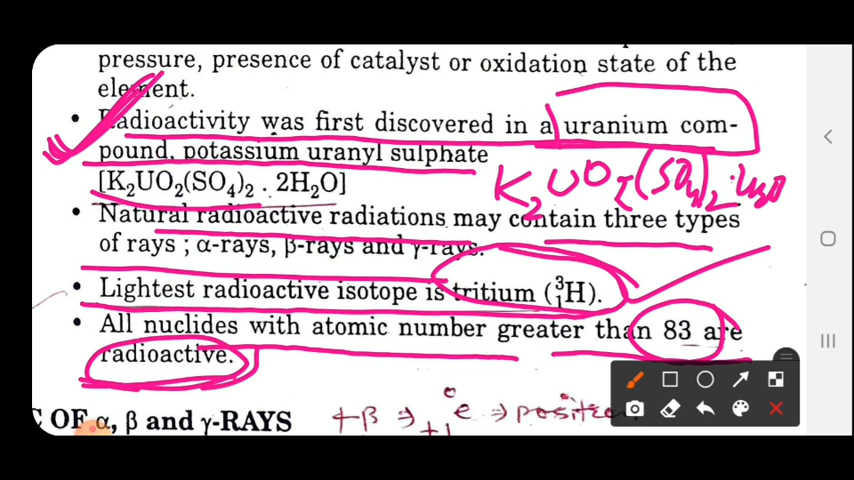 pressure, presence of catalyst or oxidation state of the
element.
• Radioactivity was first discovered in a uranium com-
pound, potassium uranyl sulphate
[K₂UO₂(SO₄)₂ . 2H₂O]
K₂UO₂(SO₄)₂.2H₂O
• Natural radioactive radiations may contain three types
of rays ; α-rays, β-rays and γ-rays.
• Lightest radioactive isotope is tritium (³₁H).
• All nuclides with atomic number greater than 83 are
radioactive.
C OF α, β and γ-RAYS
+β ⇒ ⁰₊₁e ⇒